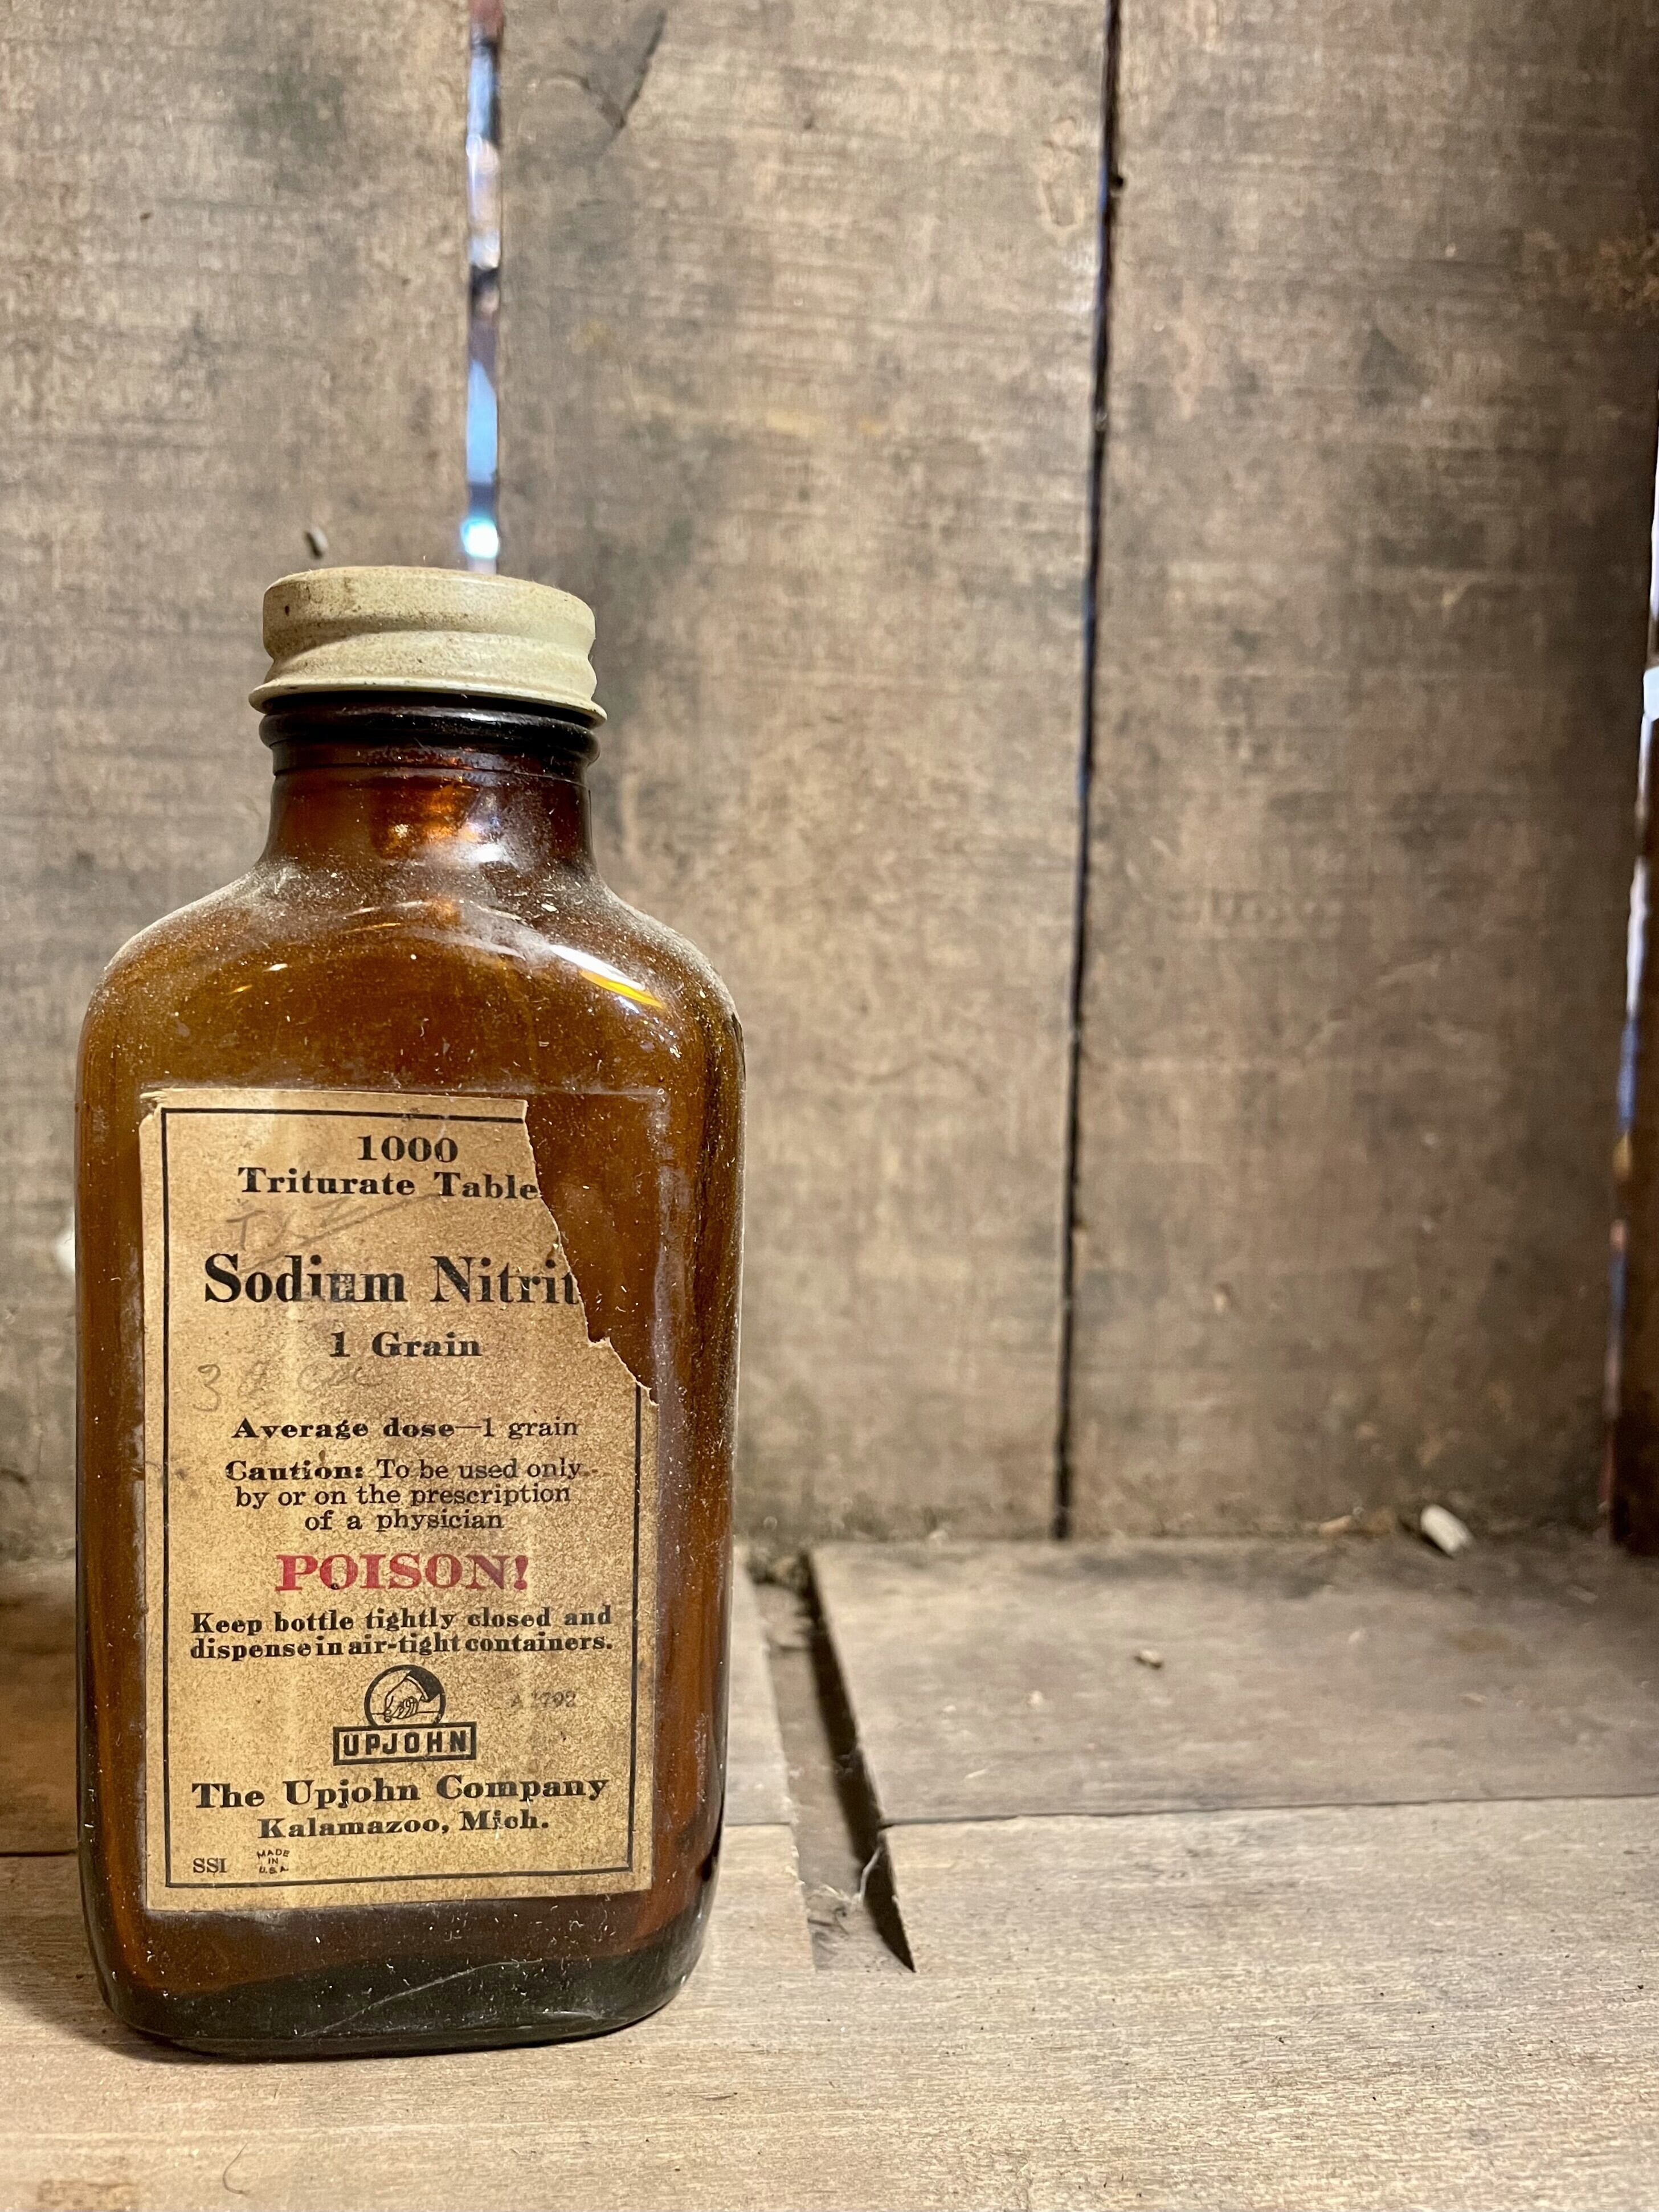 1000
Triturate Table
Sodium Nitrit
1 Grain
Average dose—1 grain
Caution: To be used only
by or on the prescription
of a physician
POISON!
Keep bottle tightly closed and
dispense in air-tight containers.
UPJOHN
The Upjohn Company
Kalamazoo, Mich.
SSI
MADE
IN
U.S.A